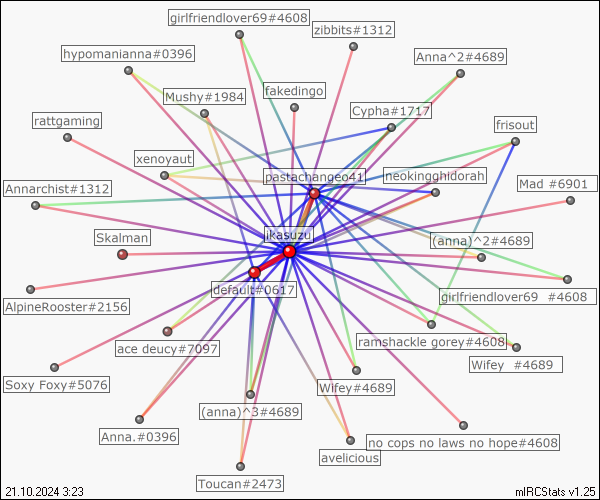 girlfriendlover69#4608
zibbits#1312
hypomanianna#0396
Anna^2#4689
Mushy#1984
fakedingo
Cypha#1717
rattgaming
frisout
xenoyaut
pastachangeo41
neokingghidorah
Annarchist#1312
Mad  #6901
Skalman
ikasuzu
(anna)^2#4689
default#0617
AlpineRooster#2156
girlfriendlover69  #4608
ace deucy#7097
ramshackle gorey#4608
Wifey  #4689
Soxy Foxy#5076
Wifey#4689
(anna)^3#4689
Anna.#0396
no cops no laws no hope#4608
avelicious
Toucan#2473
21.10.2024 3:23
mIRCStats v1.25